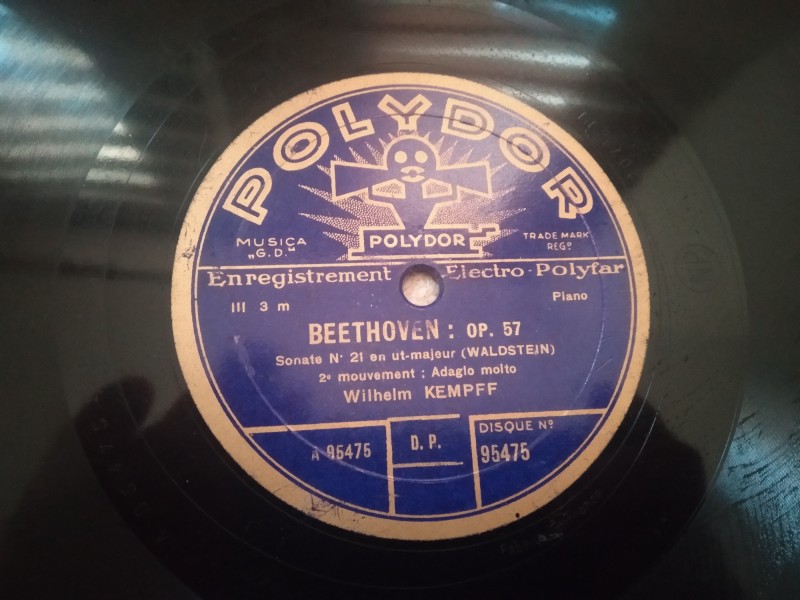 POLYDOR
POLYDOR
MUSICA
„G.D."
TRADE MARK
REGD
Enregistrement Electro-Polyfar
III 3 m
Piano
BEETHOVEN : OP. 57
Sonate N° 21 en ut-majeur (WALDSTEIN)
2e mouvement : Adagio molto
Wilhelm KEMPFF
A 95475
D. P.
DISQUE No
95475